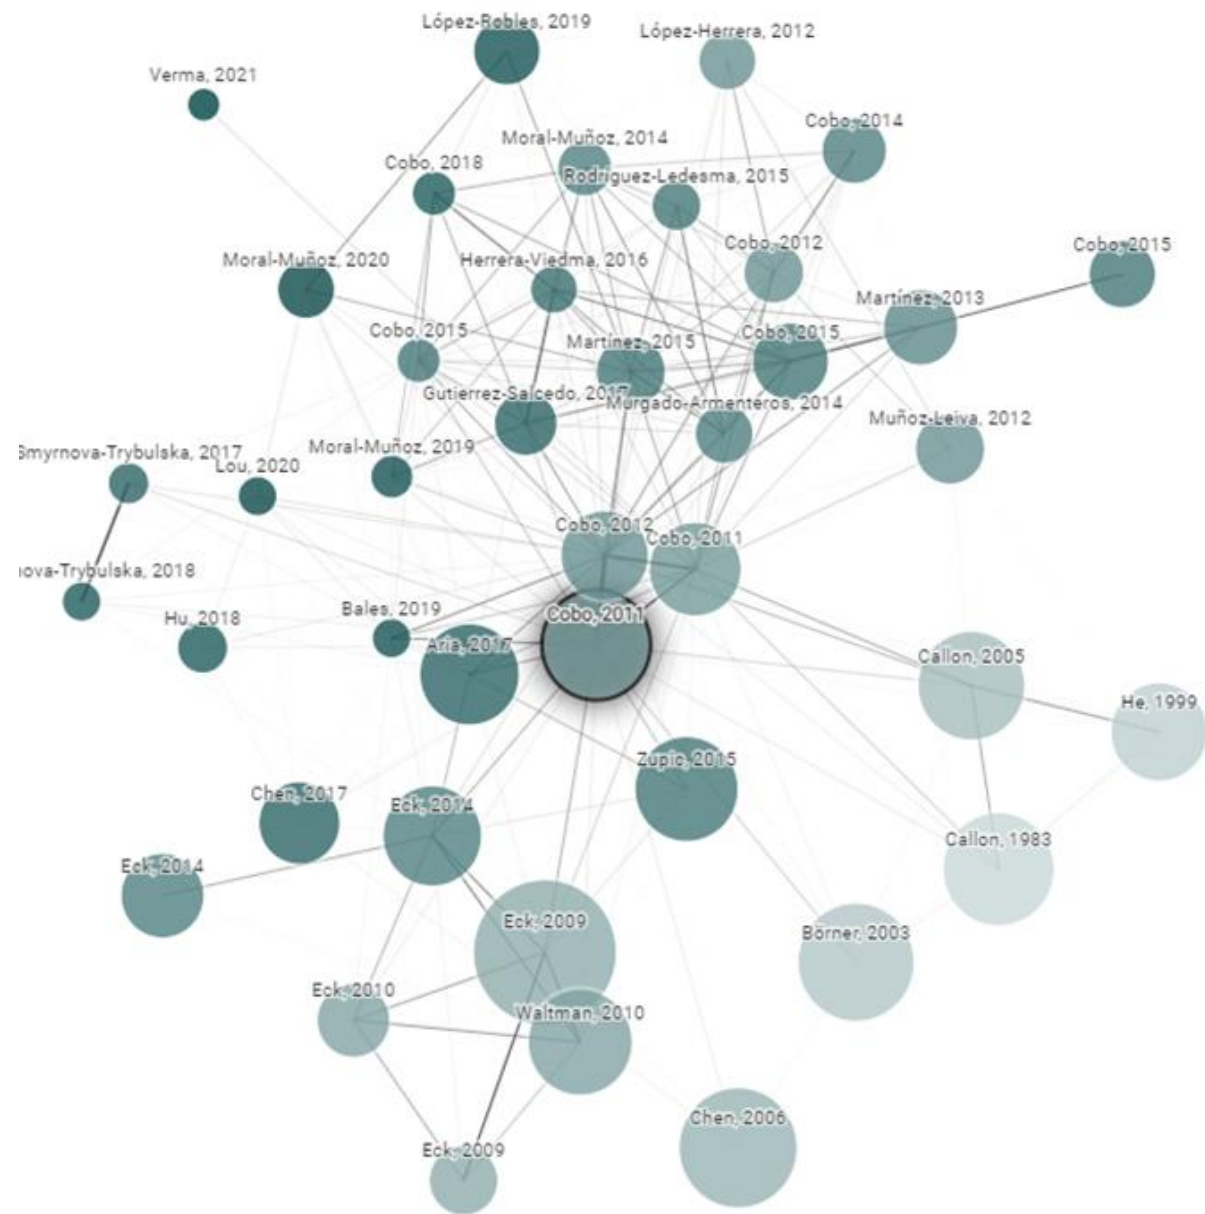 López-Robles, 2019
López-Herrera, 2012
Verma, 2021
Cobo, 2014
Moral-Muñoz, 2014
Cobo, 2018
Rodriguez-Ledesma, 2015
Cobo, 2012
Cobo, 2015
Moral-Muñoz, 2020
Herrera-Viedma, 2016
Martínez, 2013
Cobo, 2015
Cobo, 2015
Martínez, 2015
Gutierrez-Salcedo, 2017
Murgado-Armenteros, 2014
Muñoz-Leiva, 2012
Smyrnova-Trybulska, 2017
Lou, 2020
Moral-Muñoz, 2019
Cobo, 2012
Cobo, 2011
nova-Trybulska, 2018
Hu, 2018
Bales, 2019
Cobo, 2011
Aria, 2017
Callon, 2005
He, 1999
Zupic, 2015
Chen, 2017
Eck, 2014
Callon, 1983
Eck, 2014
Eck, 2009
Börner, 2003
Eck, 2010
Waltman, 2010
Chen, 2006
Eck, 2009